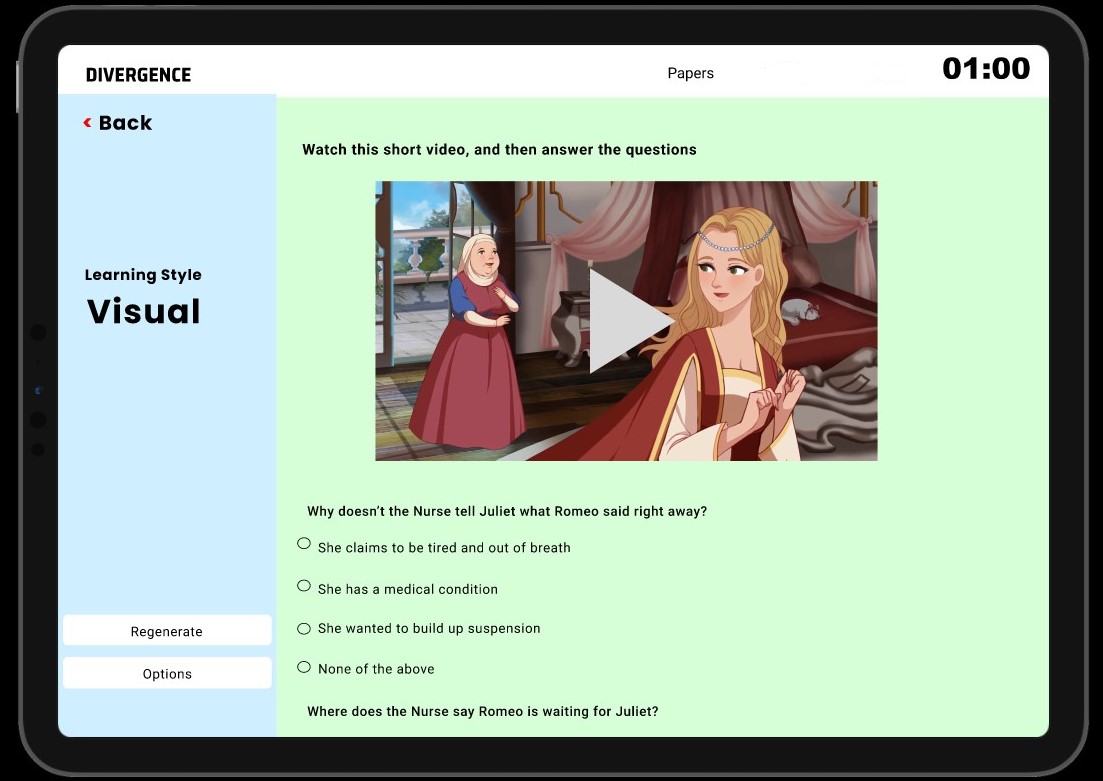 DIVERGENCE
Papers
01:00
< Back
Learning Style
Visual
Regenerate
Options
Watch this short video, and then answer the questions
Why doesn’t the Nurse tell Juliet what Romeo said right away?
She claims to be tired and out of breath
She has a medical condition
She wanted to build up suspension
None of the above
Where does the Nurse say Romeo is waiting for Juliet?